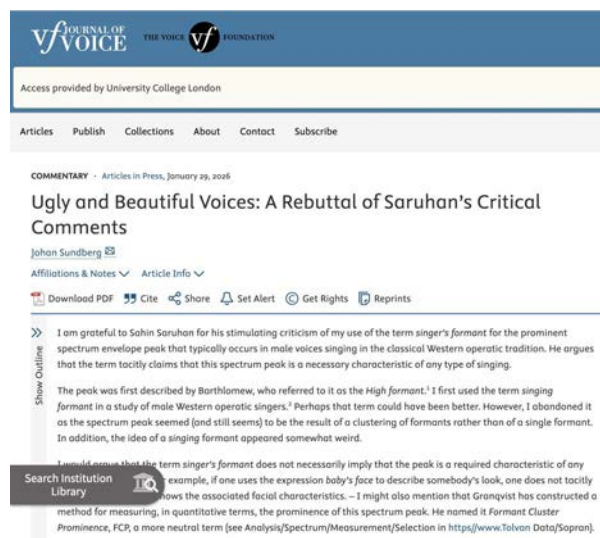 vf JOURNAL OF
VOICE
THE VOICE vf FOUNDATION
Access provided by University College London
Articles Publish Collections About Contact Subscribe
COMMENTARY · Articles in Press, January 29, 2026
Ugly and Beautiful Voices: A Rebuttal of Saruhan's Critical
Comments
Johan Sundberg
Affiliations & Notes Article Info
Download PDF Cite Share Set Alert Get Rights Reprints
Show Outline
I am grateful to Sahin Saruhan for his stimulating criticism of my use of the term singer's formant for the prominent
spectrum envelope peak that typically occurs in male voices singing in the classical Western operatic tradition. He argues
that the term tacitly claims that this spectrum peak is a necessary characteristic of any type of singing.
The peak was first described by Barthlomew, who referred to it as the High formant.1 I first used the term singing
formant in a study of male Western operatic singers.2 Perhaps that term could have been better. However, I abandoned it
as the spectrum peak seemed (and still seems) to be the result of a clustering of formants rather than of a single formant.
In addition, the idea of a singing formant appeared somewhat weird.
I would argue that the term singer's formant does not necessarily imply that the peak is a required characteristic of any
example, if one uses the expression baby's face to describe somebody's look, one does not tacitly
hows the associated facial characteristics. – I might also mention that Granqvist has constructed a
method for measuring, in quantitative terms, the prominence of this spectrum peak. He named it Formant Cluster
Prominence, FCP, a more neutral term (see Analysis/Spectrum/Measurement/Selection in https//www.Tolvan Data/Sopran).
Search Institution
Library